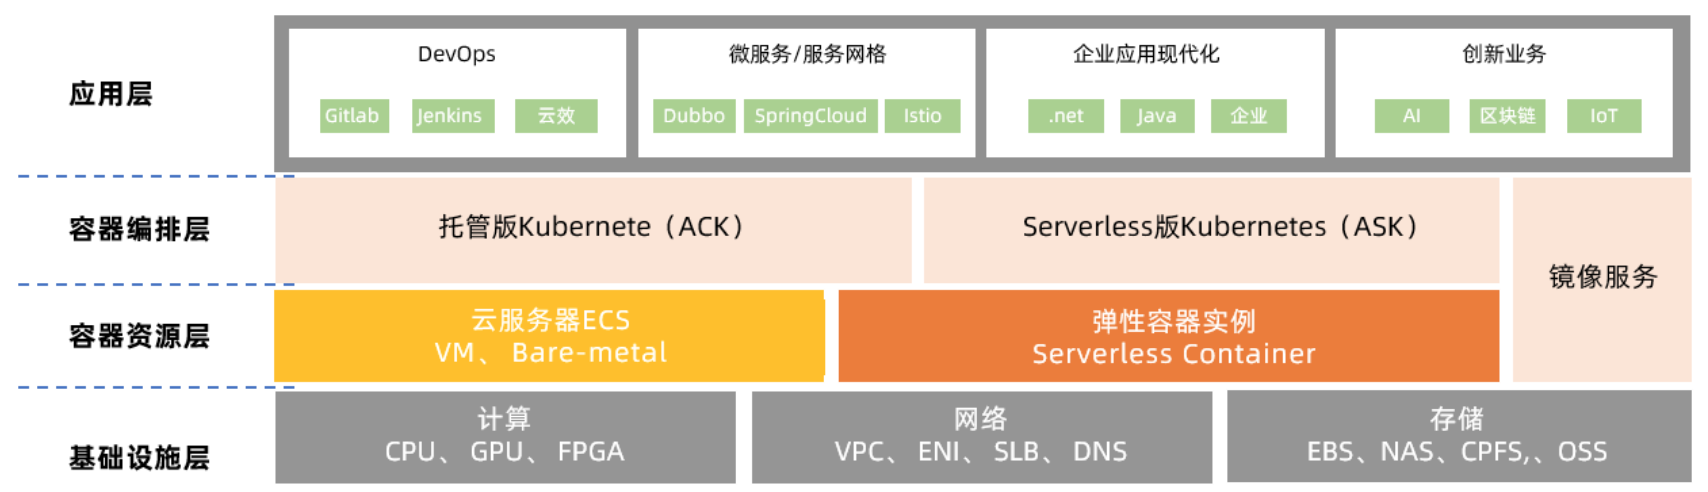 应用层
DevOps
Gitlab
Jenkins
云效
微服务/服务网格
Dubbo
SpringCloud
Istio
企业应用现代化
.net
Java
企业
创新业务
AI
区块链
IoT
容器编排层
托管版Kubernete（ACK）
Serverless版Kubernetes（ASK）
镜像服务
容器资源层
云服务器ECS
VM、 Bare-metal
弹性容器实例
Serverless Container
基础设施层
计算
CPU、 GPU、 FPGA
网络
VPC、 ENI、 SLB、 DNS
存储
EBS、NAS、CPFS,、OSS